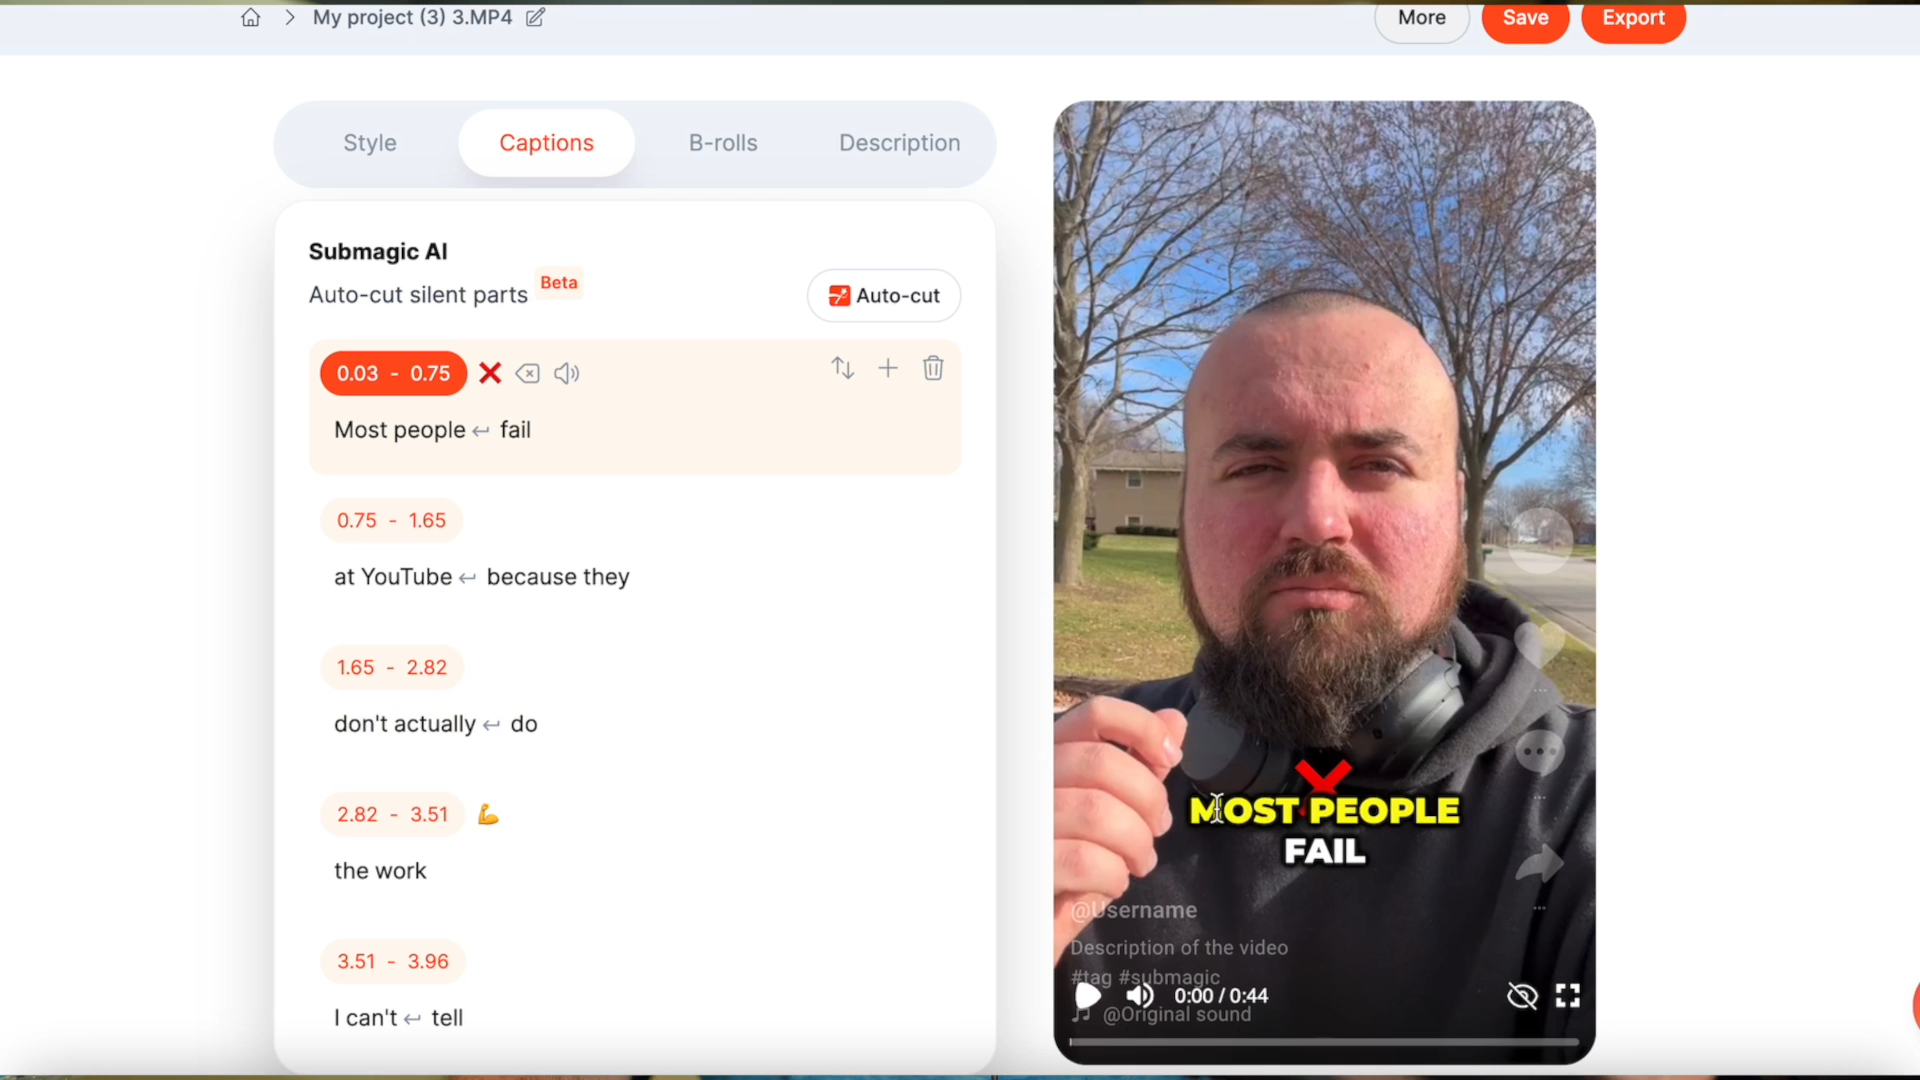 My project (3) 3.MP4
More
Save
Export
Style
Captions
B-rolls
Description
Submagic AI
Auto-cut silent parts
Beta
Auto-cut
0.03 - 0.75
Most people ↵ fail
0.75 - 1.65
at YouTube ↵ because they
1.65 - 2.82
don't actually ↵ do
2.82 - 3.51
the work
3.51 - 3.96
I can't ↵ tell
MOST PEOPLE
FAIL
@Username
Description of the video
#tag #submagic
0:00 / 0:44
@Original sound